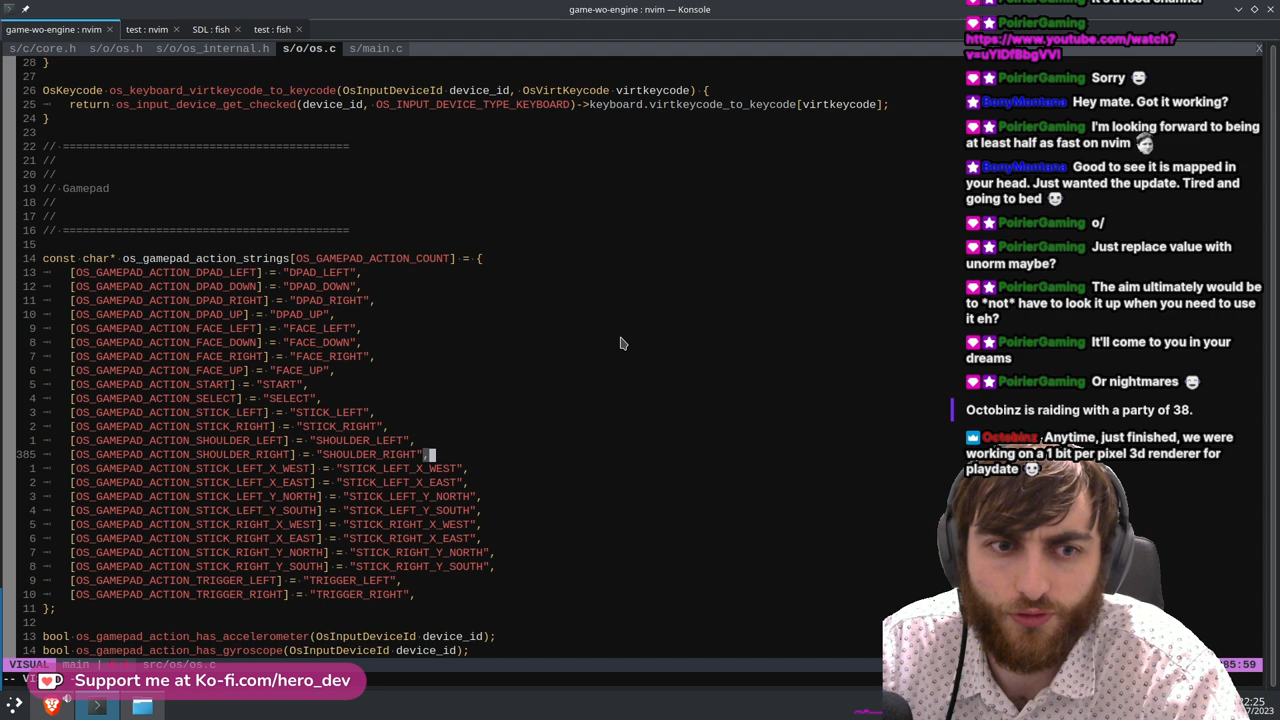 game-wo-engine : nvim — Konsole
game-wo-engine : nvim
test : nvim
SDL : fish
test : fish
s/c/core.h
s/o/os.h
s/o/os_internal.h
28 }
27
26 OsKeycode os_keyboard_virtkeycode_to_keycode(OsInputDeviceId device_id, OsVirtKeycode virtkeycode) {
25 return os_input_device_get_checked(device_id, OS_INPUT_DEVICE_TYPE_KEYBOARD)->keyboard.virtkeycode_to_keycode[virtkeycode];
24 }
23
22 // ===========================================
21 //
20 //
19 // Gamepad
18 //
17 //
16 // ===========================================
15
14 const char* os_gamepad_action_strings[OS_GAMEPAD_ACTION_COUNT] = {
13 [OS_GAMEPAD_ACTION_DPAD_LEFT] = "DPAD_LEFT",
12 [OS_GAMEPAD_ACTION_DPAD_DOWN] = "DPAD_DOWN",
11 [OS_GAMEPAD_ACTION_DPAD_RIGHT] = "DPAD_RIGHT",
10 [OS_GAMEPAD_ACTION_DPAD_UP] = "DPAD_UP",
9 [OS_GAMEPAD_ACTION_FACE_LEFT] = "FACE_LEFT",
8 [OS_GAMEPAD_ACTION_FACE_DOWN] = "FACE_DOWN",
7 [OS_GAMEPAD_ACTION_FACE_RIGHT] = "FACE_RIGHT",
6 [OS_GAMEPAD_ACTION_FACE_UP] = "FACE_UP",
5 [OS_GAMEPAD_ACTION_START] = "START",
4 [OS_GAMEPAD_ACTION_SELECT] = "SELECT",
3 [OS_GAMEPAD_ACTION_STICK_LEFT] = "STICK_LEFT",
2 [OS_GAMEPAD_ACTION_STICK_RIGHT] = "STICK_RIGHT",
1 [OS_GAMEPAD_ACTION_SHOULDER_LEFT] = "SHOULDER_LEFT",
385 [OS_GAMEPAD_ACTION_SHOULDER_RIGHT] = "SHOULDER_RIGHT",
1 [OS_GAMEPAD_ACTION_STICK_LEFT_X_WEST] = "STICK_LEFT_X_WEST",
2 [OS_GAMEPAD_ACTION_STICK_LEFT_X_EAST] = "STICK_LEFT_X_EAST",
3 [OS_GAMEPAD_ACTION_STICK_LEFT_Y_NORTH] = "STICK_LEFT_Y_NORTH",
4 [OS_GAMEPAD_ACTION_STICK_LEFT_Y_SOUTH] = "STICK_LEFT_Y_SOUTH",
5 [OS_GAMEPAD_ACTION_STICK_RIGHT_X_WEST] = "STICK_RIGHT_X_WEST",
6 [OS_GAMEPAD_ACTION_STICK_RIGHT_X_EAST] = "STICK_RIGHT_X_EAST",
7 [OS_GAMEPAD_ACTION_STICK_RIGHT_Y_NORTH] = "STICK_RIGHT_Y_NORTH",
8 [OS_GAMEPAD_ACTION_STICK_RIGHT_Y_SOUTH] = "STICK_RIGHT_Y_SOUTH",
9 [OS_GAMEPAD_ACTION_TRIGGER_LEFT] = "TRIGGER_LEFT",
10 [OS_GAMEPAD_ACTION_TRIGGER_RIGHT] = "TRIGGER_RIGHT",
11 };
12
13 bool os_gamepad_action_has_accelerometer(OsInputDeviceId device_id);
14 bool os_gamepad_action_has_gyroscope(OsInputDeviceId device_id);
VISUAL main | src/os/os.c
Support me at Ko-fi.com/hero_dev
PoirierGaming
https://www.youtube.com/watch?
PoirierGaming Sorry
BonyMontana Hey mate. Got it working?
PoirierGaming I'm looking forward to being
at least half as fast on nvim
BonyMontana Good to see it is mapped in
your head. Just wanted the update. Tired and
going to bed
PoirierGaming o/
PoirierGaming Just replace value with
unorm maybe?
PoirierGaming The aim ultimately would be
to *not* have to look it up when you need to use
it eh?
PoirierGaming It'll come to you in your
dreams
PoirierGaming Or nightmares
Octobinz is raiding with a party of 38.
Octobinz Anytime, just finished, we were
working on a 1 bit per pixel 3d renderer for
playdate